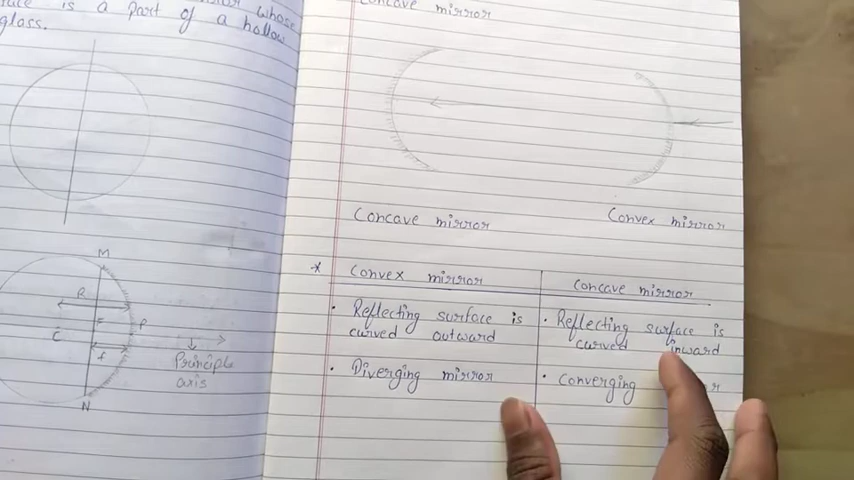 whose
is a part of a hollow
glass.
M
R
F
P
C
f
Principle
axis
N
Concave mirror
Concave mirror
Convex mirror
* Convex mirror
Concave mirror
• Reflecting surface is
curved outward
• Reflecting surface is
curved inward
• Diverging mirror
• Converging